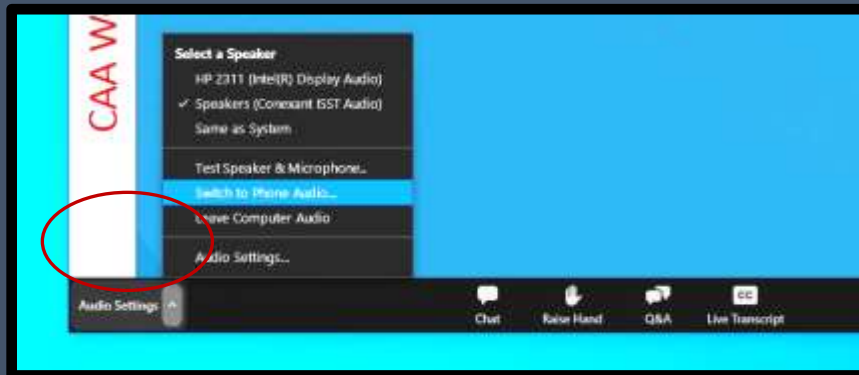 CAA W
Select a Speaker
HP 2311 (Intel(R) Display Audio)
✓ Speakers (Conexant ISST Audio)
Same as System
Test Speaker & Microphone...
Switch to Phone Audio...
Leave Computer Audio
Audio Settings...
Audio Settings ^
Chat
Raise Hand
Q&A
CC
Live Transcript